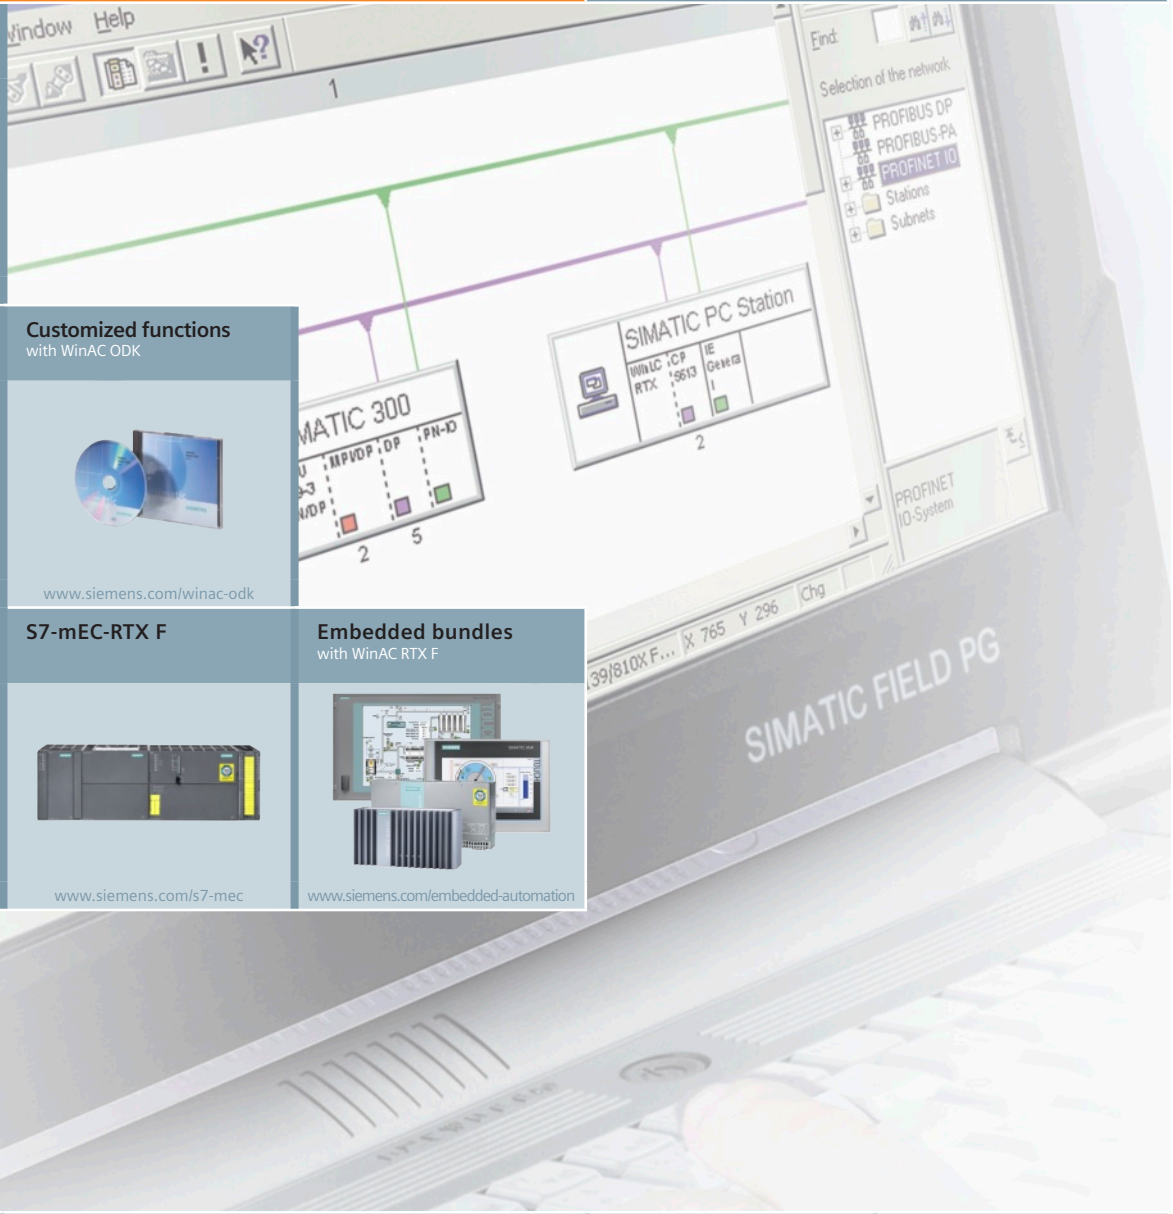 Window Help
Find:
1
Selection of the network
PROFIBUS DP
PROFIBUS-PA
PROFINET IO
Stations
Subnets
Customized functions
with WinAC ODK
www.siemens.com/winac-odk
SIMATIC PC Station
WinLC RTX
CP 5613
IE General
2
MATIC 300
MPI/DP
DP
PN-IO
2
5
PROFINET
IO-System
X 765 Y 296 Chg
SIMATIC FIELD PG
S7-mEC-RTX F
www.siemens.com/s7-mec
Embedded bundles
with WinAC RTX F
www.siemens.com/embedded-automation